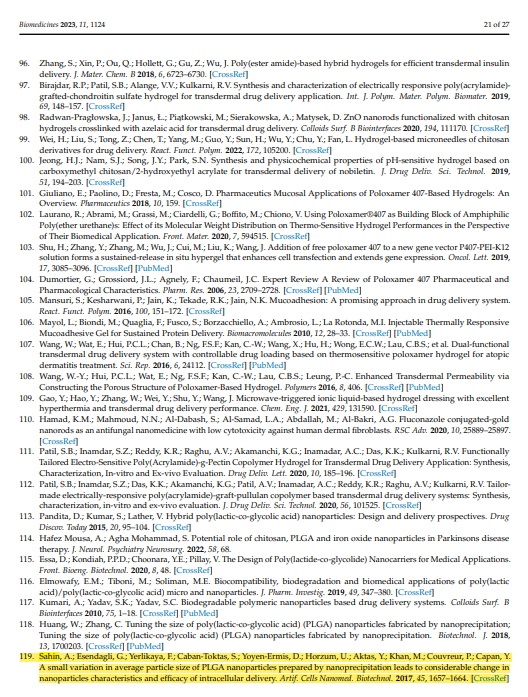 Biomedicines 2023, 11, 1124
21 of 27
96. Zhang, S.; Xin, P.; Ou, Q.; Hollett, G.; Gu, Z.; Wu, J. Poly(ester amide)-based hybrid hydrogels for efficient transdermal insulin
delivery. J. Mater. Chem. B 2018, 6, 6723–6730. [CrossRef]
97. Birajdar, R.P.; Patil, S.B.; Alange, V.V.; Kulkarni, R.V. Synthesis and characterization of electrically responsive poly(acrylamide)-
grafted-chondroitin sulfate hydrogel for transdermal drug delivery application. Int. J. Polym. Mater. Polym. Biomater. 2019,
69, 148–157. [CrossRef]
98. Radwan-Pragłowska, J.; Janus, Ł.; Piątkowski, M.; Sierakowska, A.; Matysek, D. ZnO nanorods functionalized with chitosan
hydrogels crosslinked with azelaic acid for transdermal drug delivery. Colloids Surf. B Biointerfaces 2020, 194, 111170. [CrossRef]
99. Wei, H.; Liu, S.; Tong, Z.; Chen, T.; Yang, M.; Guo, Y.; Sun, H.; Wu, Y.; Chu, Y.; Fan, L. Hydrogel-based microneedles of chitosan
derivatives for drug delivery. React. Funct. Polym. 2022, 172, 105200. [CrossRef]
100. Jeong, H.J.; Nam, S.J.; Song, J.Y.; Park, S.N. Synthesis and physicochemical properties of pH-sensitive hydrogel based on
carboxymethyl chitosan/2-hydroxyethyl acrylate for transdermal delivery of nobiletin. J. Drug Deliv. Sci. Technol. 2019,
51, 194–203. [CrossRef]
101. Giuliano, E.; Paolino, D.; Fresta, M.; Cosco, D. Pharmaceutics Mucosal Applications of Poloxamer 407-Based Hydrogels: An
Overview. Pharmaceutics 2018, 10, 159. [CrossRef]
102. Laurano, R.; Abrami, M.; Grassi, M.; Ciardelli, G.; Boffito, M.; Chiono, V. Using Poloxamer®407 as Building Block of Amphiphilic
Poly(ether urethane)s: Effect of its Molecular Weight Distribution on Thermo-Sensitive Hydrogel Performances in the Perspective
of Their Biomedical Application. Front. Mater. 2020, 7, 594515. [CrossRef]
103. Shu, H.; Zhang, Y.; Zhang, M.; Wu, J.; Cui, M.; Liu, K.; Wang, J. Addition of free poloxamer 407 to a new gene vector P407-PEI-K12
solution forms a sustained-release in situ hypergel that enhances cell transfection and extends gene expression. Oncol. Lett. 2019,
17, 3085–3096. [CrossRef] [PubMed]
104. Dumortier, G.; Grossiord, J.L.; Agnely, F.; Chaumeil, J.C. Expert Review A Review of Poloxamer 407 Pharmaceutical and
Pharmacological Characteristics. Pharm. Res. 2006, 23, 2709–2728. [CrossRef] [PubMed]
105. Mansuri, S.; Kesharwani, P.; Jain, K.; Tekade, R.K.; Jain, N.K. Mucoadhesion: A promising approach in drug delivery system.
React. Funct. Polym. 2016, 100, 151–172. [CrossRef]
106. Mayol, L.; Biondi, M.; Quaglia, F.; Fusco, S.; Borzacchiello, A.; Ambrosio, L.; La Rotonda, M.I. Injectable Thermally Responsive
Mucoadhesive Gel for Sustained Protein Delivery. Biomacromolecules 2010, 12, 28–33. [CrossRef] [PubMed]
107. Wang, W.; Wat, E.; Hui, P.C.L.; Chan, B.; Ng, F.S.F.; Kan, C.-W.; Wang, X.; Hu, H.; Wong, E.C.W.; Lau, C.B.S.; et al. Dual-functional
transdermal drug delivery system with controllable drug loading based on thermosensitive poloxamer hydrogel for atopic
dermatitis treatment. Sci. Rep. 2016, 6, 24112. [CrossRef] [PubMed]
108. Wang, W.-Y.; Hui, P.C.L.; Wat, E.; Ng, F.S.F.; Kan, C.-W.; Lau, C.B.S.; Leung, P.-C. Enhanced Transdermal Permeability via
Constructing the Porous Structure of Poloxamer-Based Hydrogel. Polymers 2016, 8, 406. [CrossRef] [PubMed]
109. Gao, Y.; Hao, Y.; Zhang, W.; Wei, Y.; Shu, Y.; Wang, J. Microwave-triggered ionic liquid-based hydrogel dressing with excellent
hyperthermia and transdermal drug delivery performance. Chem. Eng. J. 2021, 429, 131590. [CrossRef]
110. Hamad, K.M.; Mahmoud, N.N.; Al-Dabash, S.; Al-Samad, L.A.; Abdallah, M.; Al-Bakri, A.G. Fluconazole conjugated-gold
nanorods as an antifungal nanomedicine with low cytotoxicity against human dermal fibroblasts. RSC Adv. 2020, 10, 25889–25897.
[CrossRef]
111. Patil, S.B.; Inamdar, S.Z.; Reddy, K.R.; Raghu, A.V.; Akamanchi, K.G.; Inamadar, A.C.; Das, K.K.; Kulkarni, R.V. Functionally
Tailored Electro-Sensitive Poly(Acrylamide)-g-Pectin Copolymer Hydrogel for Transdermal Drug Delivery Application: Synthesis,
Characterization, In-vitro and Ex-vivo Evaluation. Drug Deliv. Lett. 2020, 10, 185–196. [CrossRef]
112. Patil, S.B.; Inamdar, S.Z.; Das, K.K.; Akamanchi, K.G.; Patil, A.V.; Inamadar, A.C.; Reddy, K.R.; Raghu, A.V.; Kulkarni, R.V. Tailor-
made electrically-responsive poly(acrylamide)-graft-pullulan copolymer based transdermal drug delivery systems: Synthesis,
characterization, in-vitro and ex-vivo evaluation. J. Drug Deliv. Sci. Technol. 2020, 56, 101525. [CrossRef]
113. Pandita, D.; Kumar, S.; Lather, V. Hybrid poly(lactic-co-glycolic acid) nanoparticles: Design and delivery prospectives. Drug
Discov. Today 2015, 20, 95–104. [CrossRef]
114. Hafez Mousa, A.; Agha Mohammad, S. Potential role of chitosan, PLGA and iron oxide nanoparticles in Parkinsons disease
therapy. J. Neurol. Psychiatry Neurosurg. 2022, 58, 68.
115. Essa, D.; Kondiah, P.P.D.; Choonara, Y.E.; Pillay, V. The Design of Poly(lactide-co-glycolide) Nanocarriers for Medical Applications.
Front. Bioeng. Biotechnol. 2020, 8, 48. [CrossRef]
116. Elmowafy, E.M.; Tiboni, M.; Soliman, M.E. Biocompatibility, biodegradation and biomedical applications of poly(lactic
acid)/poly(lactic-co-glycolic acid) micro and nanoparticles. J. Pharm. Investig. 2019, 49, 347–380. [CrossRef]
117. Kumari, A.; Yadav, S.K.; Yadav, S.C. Biodegradable polymeric nanoparticles based drug delivery systems. Colloids Surf. B
Biointerfaces 2010, 75, 1–18. [CrossRef] [PubMed]
118. Huang, W.; Zhang, C. Tuning the size of poly(lactic-co-glycolic acid) (PLGA) nanoparticles fabricated by nanoprecipitation;
Tuning the size of poly(lactic-co-glycolic acid) (PLGA) nanoparticles fabricated by nanoprecipitation. Biotechnol. J. 2018,
13, 1700203. [CrossRef] [PubMed]
119. Sahin, A.; Esendagli, G.; Yerlikaya, F.; Caban-Toktas, S.; Yoyen-Ermis, D.; Horzum, U.; Aktas, Y.; Khan, M.; Couvreur, P.; Capan, Y.
A small variation in average particle size of PLGA nanoparticles prepared by nanoprecipitation leads to considerable change in
nanoparticles characteristics and efficacy of intracellular delivery. Artif. Cells Nanomed. Biotechnol. 2017, 45, 1657–1664. [CrossRef]